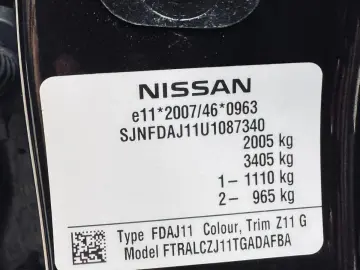 NISSAN
e11*2007/46*0963
SJNFDAJ11U1087340
2005 kg
3405 kg
1– 1110 kg
2– 965 kg
Type FDAJ11 Colour, Trim Z11 G
Model FTRALCZJ11TGADAFBA